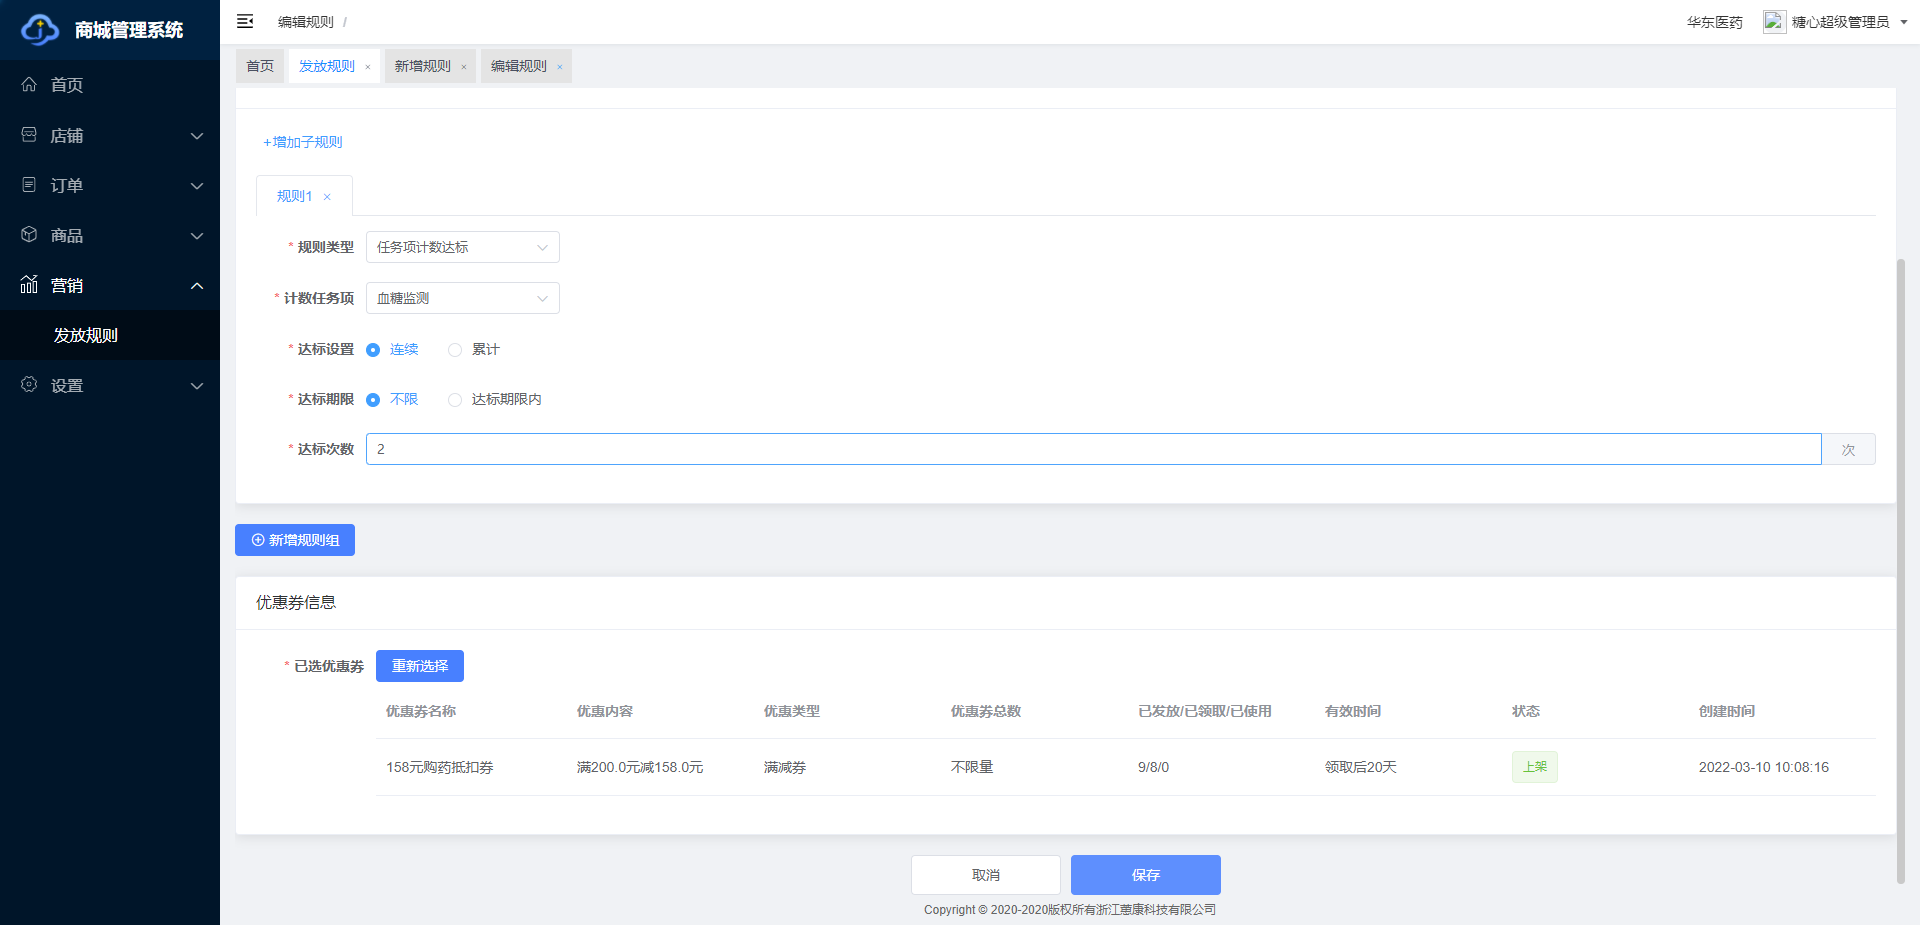 商城管理系统
首页
店铺
订单
商品
营销
发放规则
设置
编辑规则 /
华东医药
糖心超级管理员
首页
发放规则 ×
新增规则 ×
编辑规则 ×
+增加子规则
规则1 ×
* 规则类型 任务项计数达标
* 计数任务项 血糖监测
* 达标设置 连续 累计
* 达标期限 不限 达标期限内
* 达标次数 2 次
新增规则组
优惠券信息
* 已选优惠券 重新选择
优惠券名称 优惠内容 优惠类型 优惠券总数 已发放/已领取/已使用 有效时间 状态 创建时间
158元购药抵扣券 满200.0元减158.0元 满减券 不限量 9/8/0 领取后20天 上架 2022-03-10 10:08:16
取消 保存
Copyright © 2020-2020版权所有浙江蕙康科技有限公司